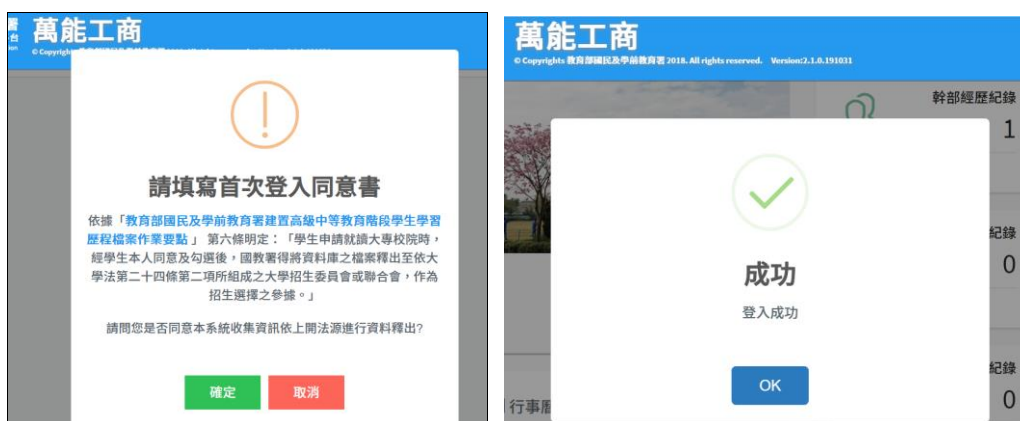 萬能工商
© Copyrights
請填寫首次登入同意書
依據「教育部國民及學前教育署建置高級中等教育階段學生學習
歷程檔案作業要點」 第六條明定：「學生申請就讀大專校院時，
經學生本人同意及勾選後，國教署得將資料庫之檔案釋出至依大
學法第二十四條第二項所組成之大學招生委員會或聯合會，作為
招生選擇之參據。」
請問您是否同意本系統收集資訊依上開法源進行資料釋出?
確定
取消
萬能工商
© Copyrights 教育部國民及學前教育署 2018. All rights reserved. Version:2.1.0.191031
幹部經歷紀錄
1
紀錄
0
紀錄
0
成功
登入成功
OK
行事曆